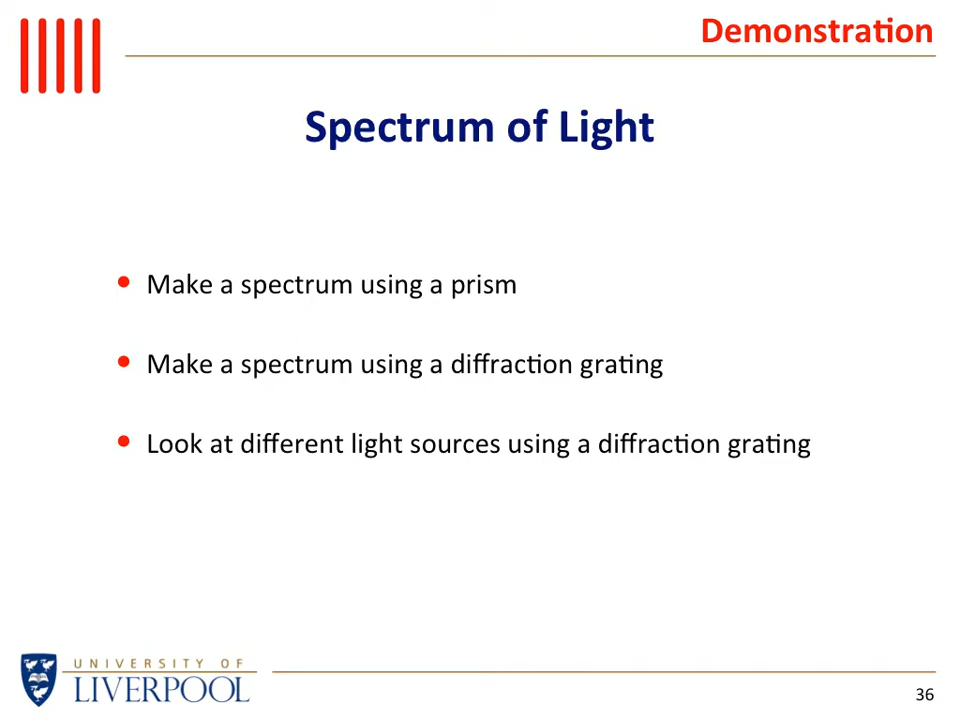 Demonstration
Spectrum of Light
• Make a spectrum using a prism
• Make a spectrum using a diffraction grating
• Look at different light sources using a diffraction grating
UNIVERSITY OF
LIVERPOOL
36